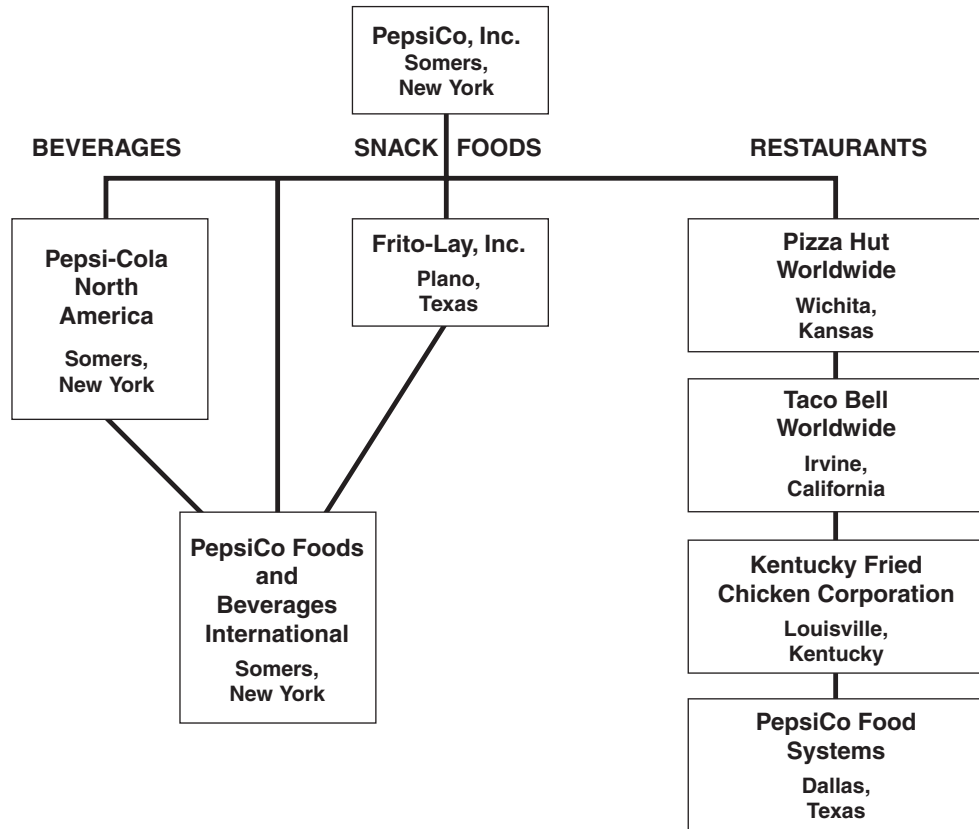 PepsiCo, Inc.
Somers,
New York
BEVERAGES
SNACK FOODS
RESTAURANTS
Pepsi-Cola
North
America
Somers,
New York
Frito-Lay, Inc.
Plano,
Texas
Pizza Hut
Worldwide
Wichita,
Kansas
Taco Bell
Worldwide
Irvine,
California
PepsiCo Foods
and
Beverages
International
Somers,
New York
Kentucky Fried
Chicken Corporation
Louisville,
Kentucky
PepsiCo Food
Systems
Dallas,
Texas